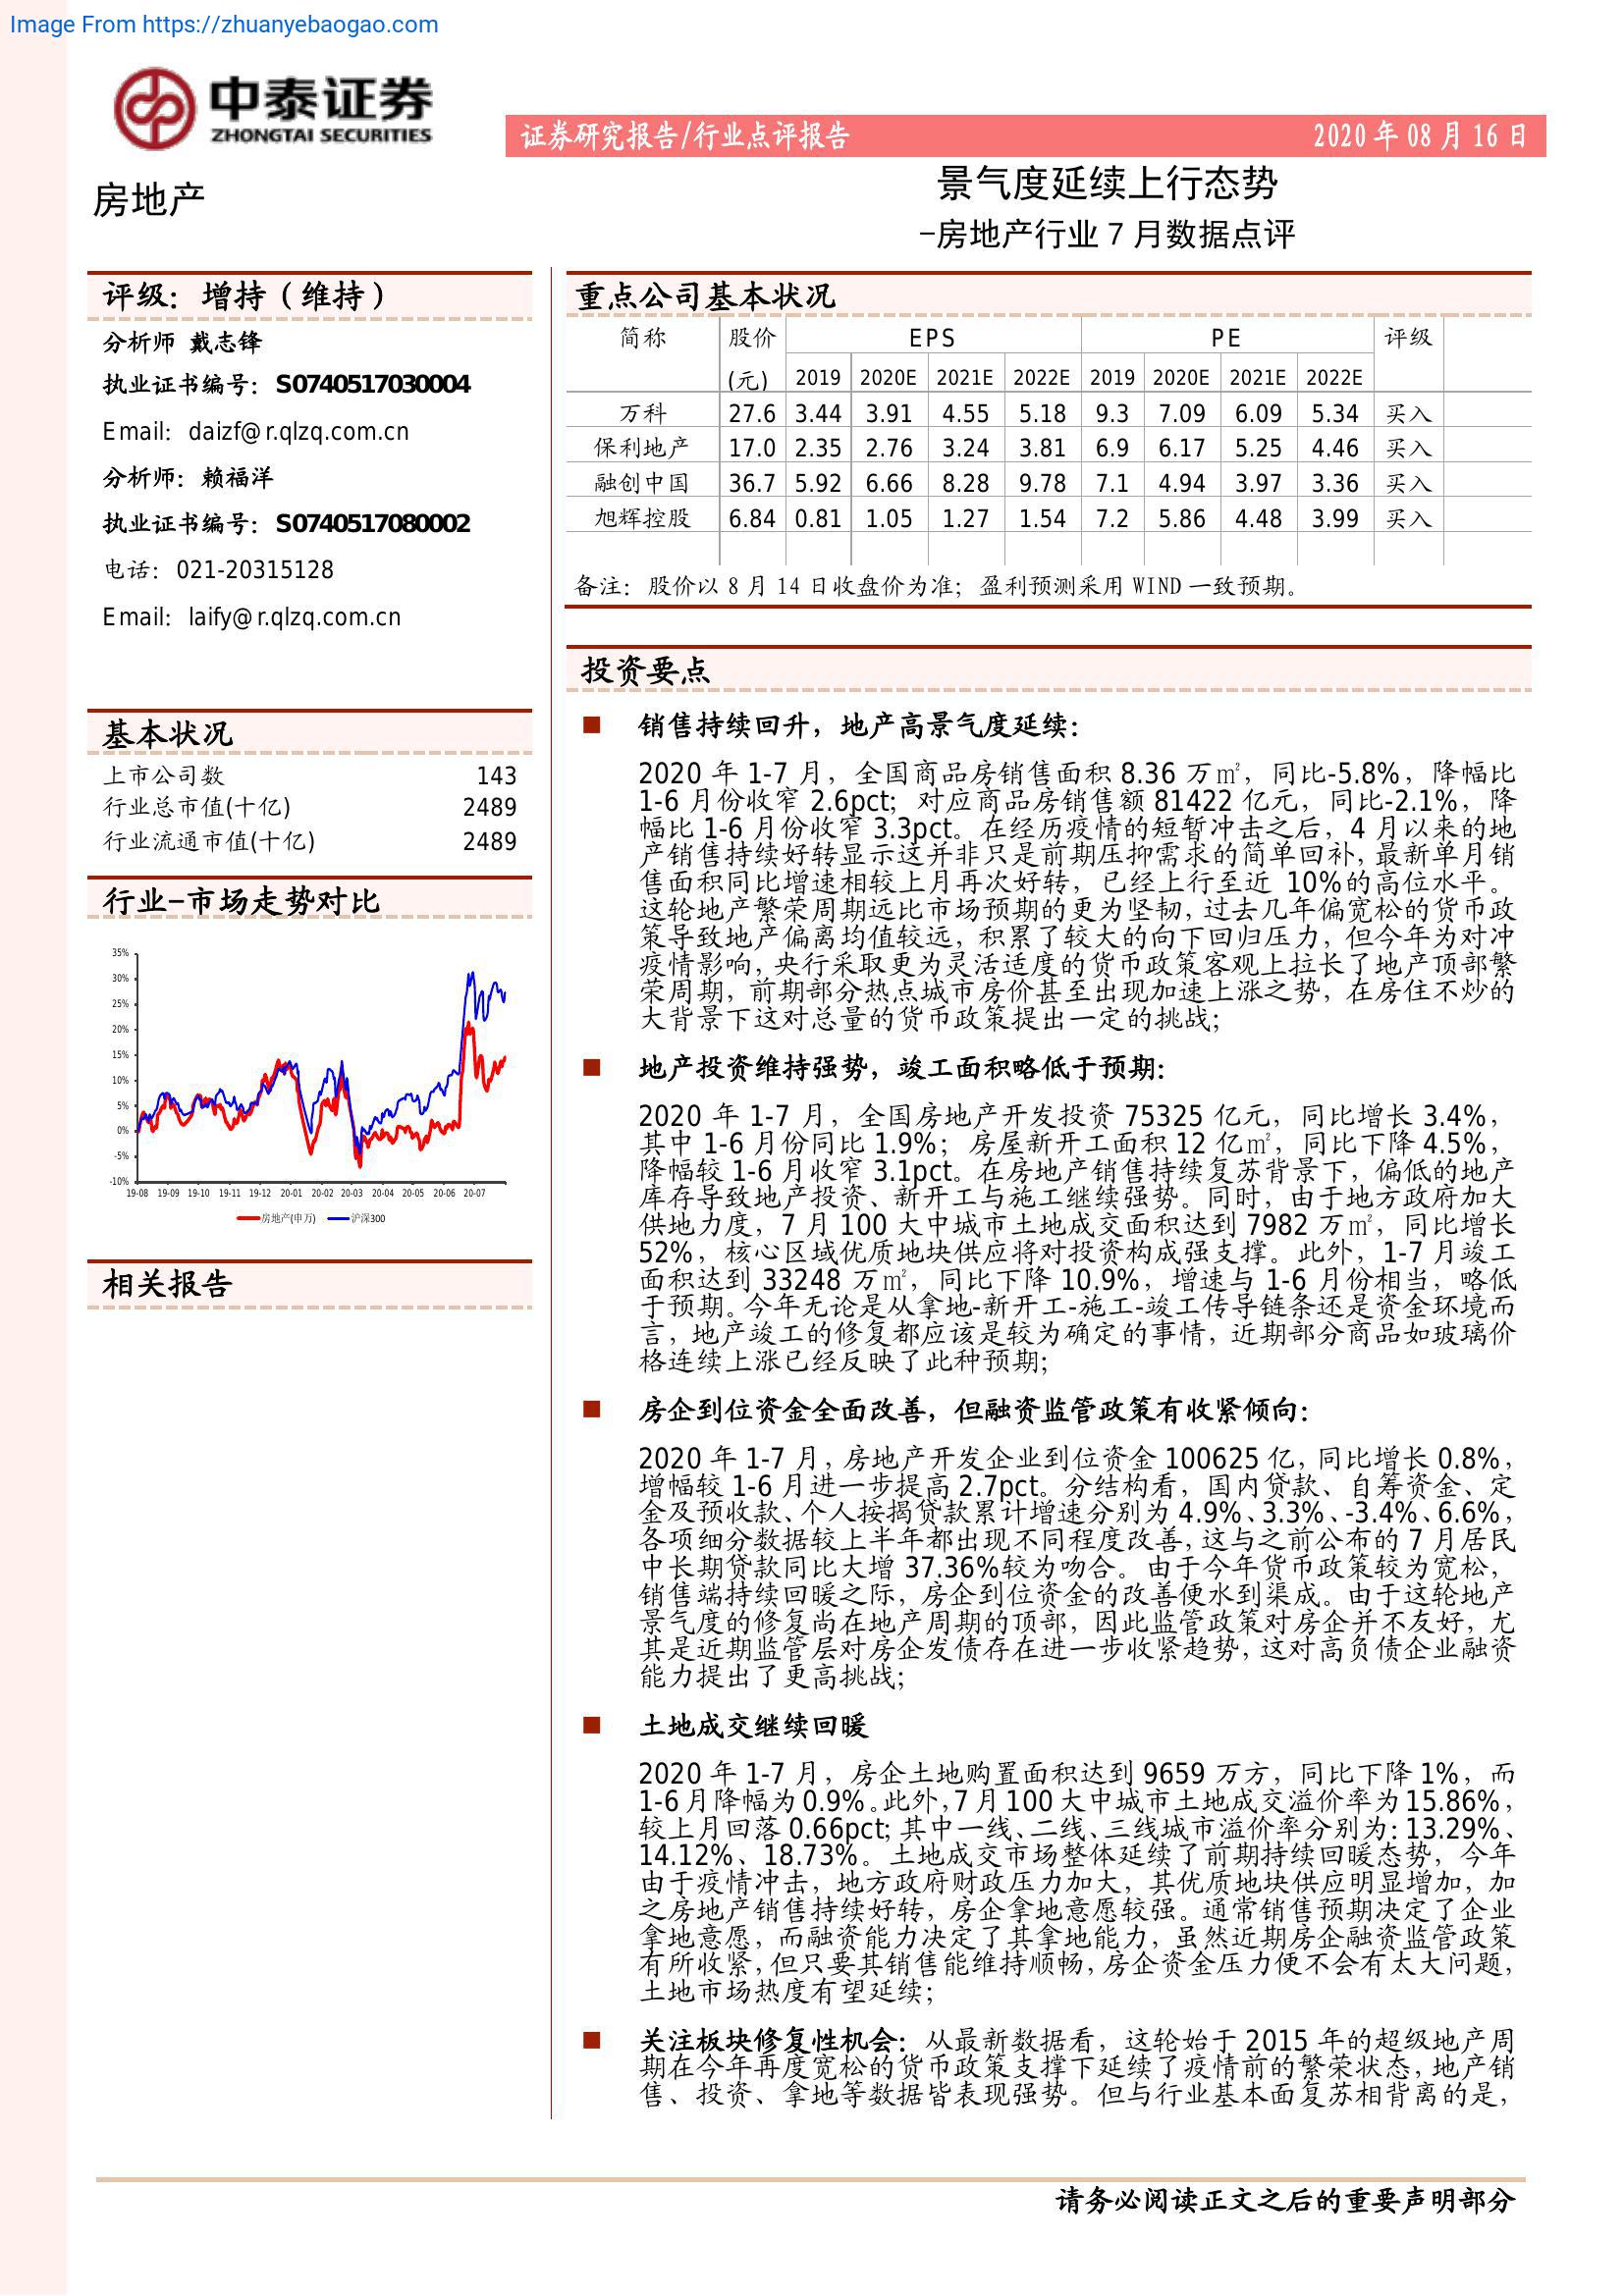 Image From https://zhuanyebaogao.com
中泰证券
ZHONGTAI SECURITIES
证券研究报告/行业点评报告 2020 年 08 月 16 日
房地产
景气度延续上行态势
-房地产行业 7 月数据点评
评级：增持（维持）
分析师 戴志锋
执业证书编号：S0740517030004
Email：daizf@r.qlzq.com.cn
分析师：赖福洋
执业证书编号：S0740517080002
电话：021-20315128
Email：laify@r.qlzq.com.cn
基本状况
上市公司数 143
行业总市值(十亿) 2489
行业流通市值(十亿) 2489
行业-市场走势对比
35%
30%
25%
20%
15%
10%
5%
0%
-5%
-10%
19-08 19-09 19-10 19-11 19-12 20-01 20-02 20-03 20-04 20-05 20-06 20-07
房地产(申万) 沪深300
相关报告
重点公司基本状况
简称 股价 EPS PE 评级
(元) 2019 2020E 2021E 2022E 2019 2020E 2021E 2022E
万科 27.6 3.44 3.91 4.55 5.18 9.3 7.09 6.09 5.34 买入
保利地产 17.0 2.35 2.76 3.24 3.81 6.9 6.17 5.25 4.46 买入
融创中国 36.7 5.92 6.66 8.28 9.78 7.1 4.94 3.97 3.36 买入
旭辉控股 6.84 0.81 1.05 1.27 1.54 7.2 5.86 4.48 3.99 买入
备注：股价以 8 月 14 日收盘价为准；盈利预测采用 WIND 一致预期。
投资要点
■ 销售持续回升，地产高景气度延续：
2020 年 1-7 月，全国商品房销售面积 8.36 万㎡，同比-5.8%，降幅比
1-6 月份收窄 2.6pct；对应商品房销售额 81422 亿元，同比-2.1%，降
幅比 1-6 月份收窄 3.3pct。在经历疫情的短暂冲击之后，4 月以来的地
产销售持续好转显示这并非只是前期压抑需求的简单回补，最新单月销
售面积同比增速相较上月再次好转，已经上行至近 10%的高位水平。
这轮地产繁荣周期远比市场预期的更为坚韧，过去几年偏宽松的货币政
策导致地产偏离均值较远，积累了较大的向下回归压力，但今年为对冲
疫情影响，央行采取更为灵活适度的货币政策客观上拉长了地产顶部繁
荣周期，前期部分热点城市房价甚至出现加速上涨之势，在房住不炒的
大背景下这对总量的货币政策提出一定的挑战；
■ 地产投资维持强势，竣工面积略低于预期：
2020 年 1-7 月，全国房地产开发投资 75325 亿元，同比增长 3.4%，
其中 1-6 月份同比 1.9%；房屋新开工面积 12 亿㎡，同比下降 4.5%，
降幅较 1-6 月收窄 3.1pct。在房地产销售持续复苏背景下，偏低的地产
库存导致地产投资、新开工与施工继续强势。同时，由于地方政府加大
供地力度，7 月 100 大中城市土地成交面积达到 7982 万㎡，同比增长
52%，核心区域优质地块供应将对投资构成强支撑。此外，1-7 月竣工
面积达到 33248 万㎡，同比下降 10.9%，增速与 1-6 月份相当，略低
于预期。今年无论是从拿地-新开工-施工-竣工传导链条还是资金环境而
言，地产竣工的修复都应该是较为确定的事情，近期部分商品如玻璃价
格连续上涨已经反映了此种预期；
■ 房企到位资金全面改善，但融资监管政策有收紧倾向：
2020 年 1-7 月，房地产开发企业到位资金 100625 亿，同比增长 0.8%，
增幅较 1-6 月进一步提高 2.7pct。分结构看，国内贷款、自筹资金、定
金及预收款、个人按揭贷款累计增速分别为 4.9%、3.3%、-3.4%、6.6%，
各项细分数据较上半年都出现不同程度改善，这与之前公布的 7 月居民
中长期贷款同比大增 37.36%较为吻合。由于今年货币政策较为宽松，
销售端持续回暖之际，房企到位资金的改善便水到渠成。由于这轮地产
景气度的修复尚在地产周期的顶部，因此监管政策对房企并不友好，尤
其是近期监管层对房企发债存在进一步收紧趋势，这对高负债企业融资
能力提出了更高挑战；
■ 土地成交继续回暖
2020 年 1-7 月，房企土地购置面积达到 9659 万方，同比下降 1%，而
1-6 月降幅为 0.9%。此外，7 月 100 大中城市土地成交溢价率为 15.86%，
较上月回落 0.66pct；其中一线、二线、三线城市溢价率分别为：13.29%、
14.12%、18.73%。土地成交市场整体延续了前期持续回暖态势，今年
由于疫情冲击，地方政府财政压力加大，其优质地块供应明显增加，加
之房地产销售持续好转，房企拿地意愿较强。通常销售预期决定了企业
拿地意愿，而融资能力决定了其拿地能力，虽然近期房企融资监管政策
有所收紧，但只要其销售能维持顺畅，房企资金压力便不会有太大问题，
土地市场热度有望延续；
■ 关注板块修复性机会：从最新数据看，这轮始于 2015 年的超级地产周
期在今年再度宽松的货币政策支撑下延续了疫情前的繁荣状态，地产销
售、投资、拿地等数据皆表现强势。但与行业基本面复苏相背离的是，
请务必阅读正文之后的重要声明部分